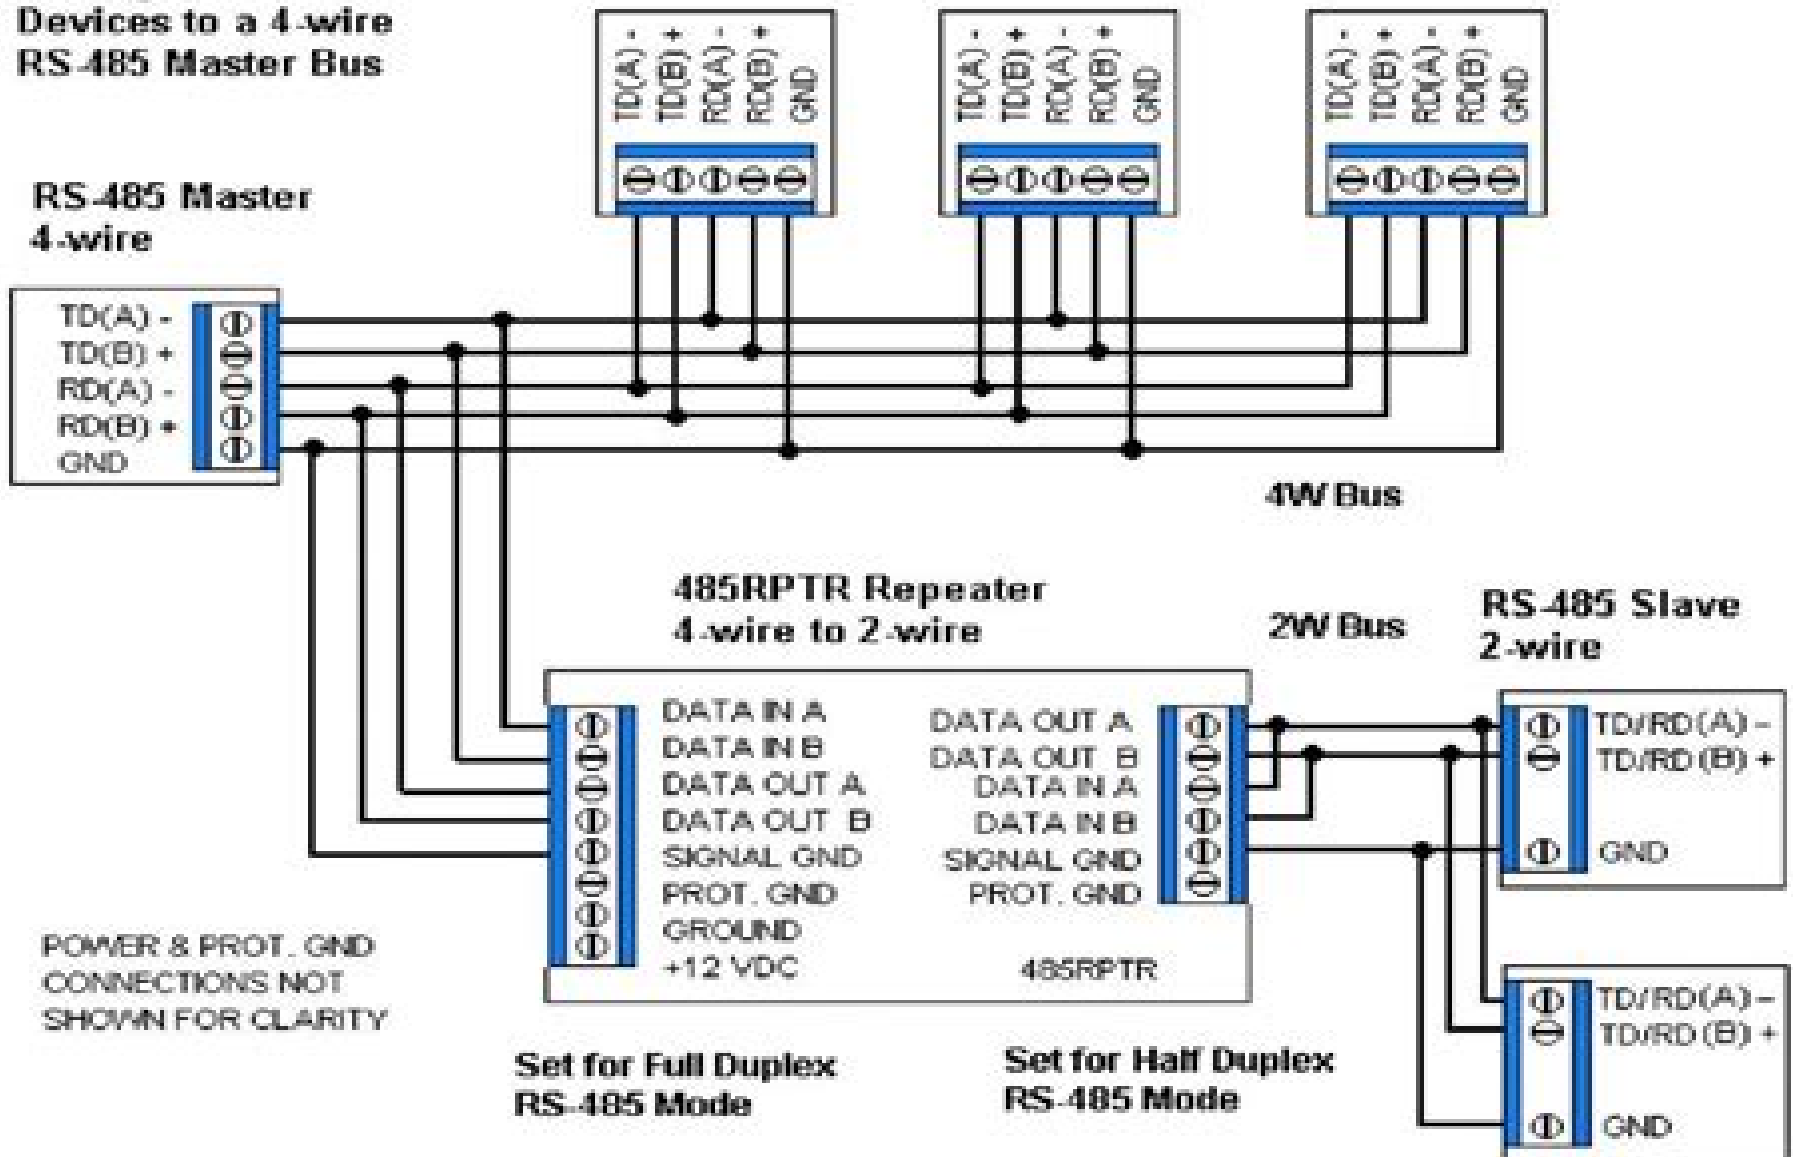 Devices to a 4-wire
RS-485 Master Bus
TD(A) -
TD(B) +
RD(A) -
RD(B) +
GND
TD(A) -
TD(B) +
RD(A) -
RD(B) +
GND
TD(A) -
TD(B) +
RD(A) -
RD(B) +
GND
RS-485 Master
4-wire
TD(A) -
TD(B) +
RD(A) -
RD(B) +
GND
4W Bus
485RPTR Repeater
4-wire to 2-wire
2W Bus
RS-485 Slave
2-wire
DATA IN A
DATA IN B
DATA OUT A
DATA OUT B
SIGNAL GND
PROT. GND
GROUND
+12 VDC
DATA OUT A
DATA OUT B
DATA IN A
DATA IN B
SIGNAL GND
PROT. GND
485RPTR
TD/RD(A) -
TD/RD(B) +
GND
TD/RD(A) -
TD/RD(B) +
GND
POWER & PROT. GND
CONNECTIONS NOT
SHOWN FOR CLARITY
Set for Full Duplex
RS-485 Mode
Set for Half Duplex
RS-485 Mode